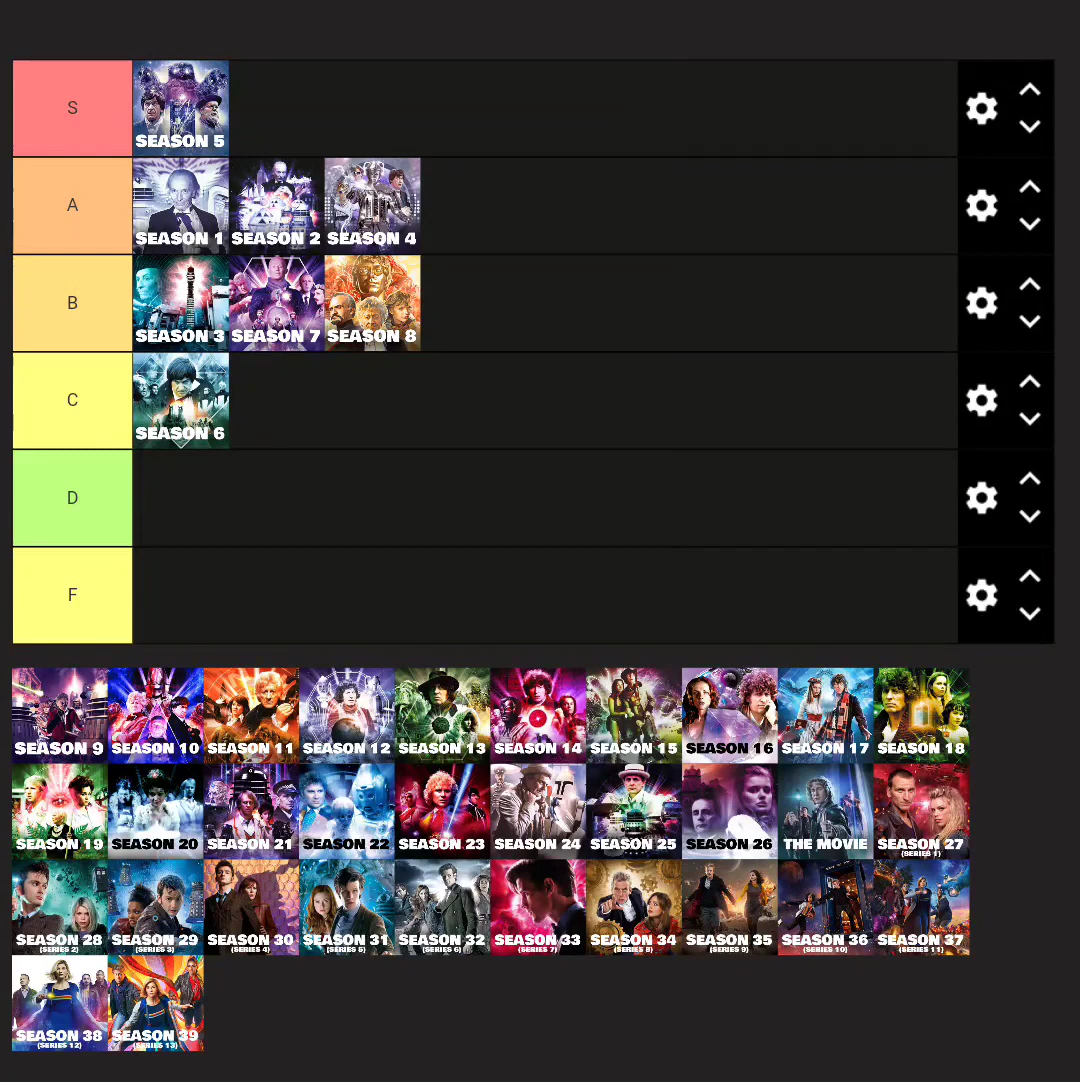 S
SEASON 5
A
SEASON 1
SEASON 2
SEASON 4
B
SEASON 3
SEASON 7
SEASON 8
C
SEASON 6
D
F
SEASON 9
SEASON 10
SEASON 11
SEASON 12
SEASON 13
SEASON 14
SEASON 15
SEASON 16
SEASON 17
SEASON 18
SEASON 19
SEASON 20
SEASON 21
SEASON 22
SEASON 23
SEASON 24
SEASON 25
SEASON 26
THE MOVIE
SEASON 27
(SERIES 1)
SEASON 28
(SERIES 2)
SEASON 29
(SERIES 3)
SEASON 30
(SERIES 4)
SEASON 31
(SERIES 5)
SEASON 32
(SERIES 6)
SEASON 33
(SERIES 7)
SEASON 34
(SERIES 8)
SEASON 35
(SERIES 9)
SEASON 36
(SERIES 10)
SEASON 37
(SERIES 11)
SEASON 38
(SERIES 12)
SEASON 39
(SERIES 13)